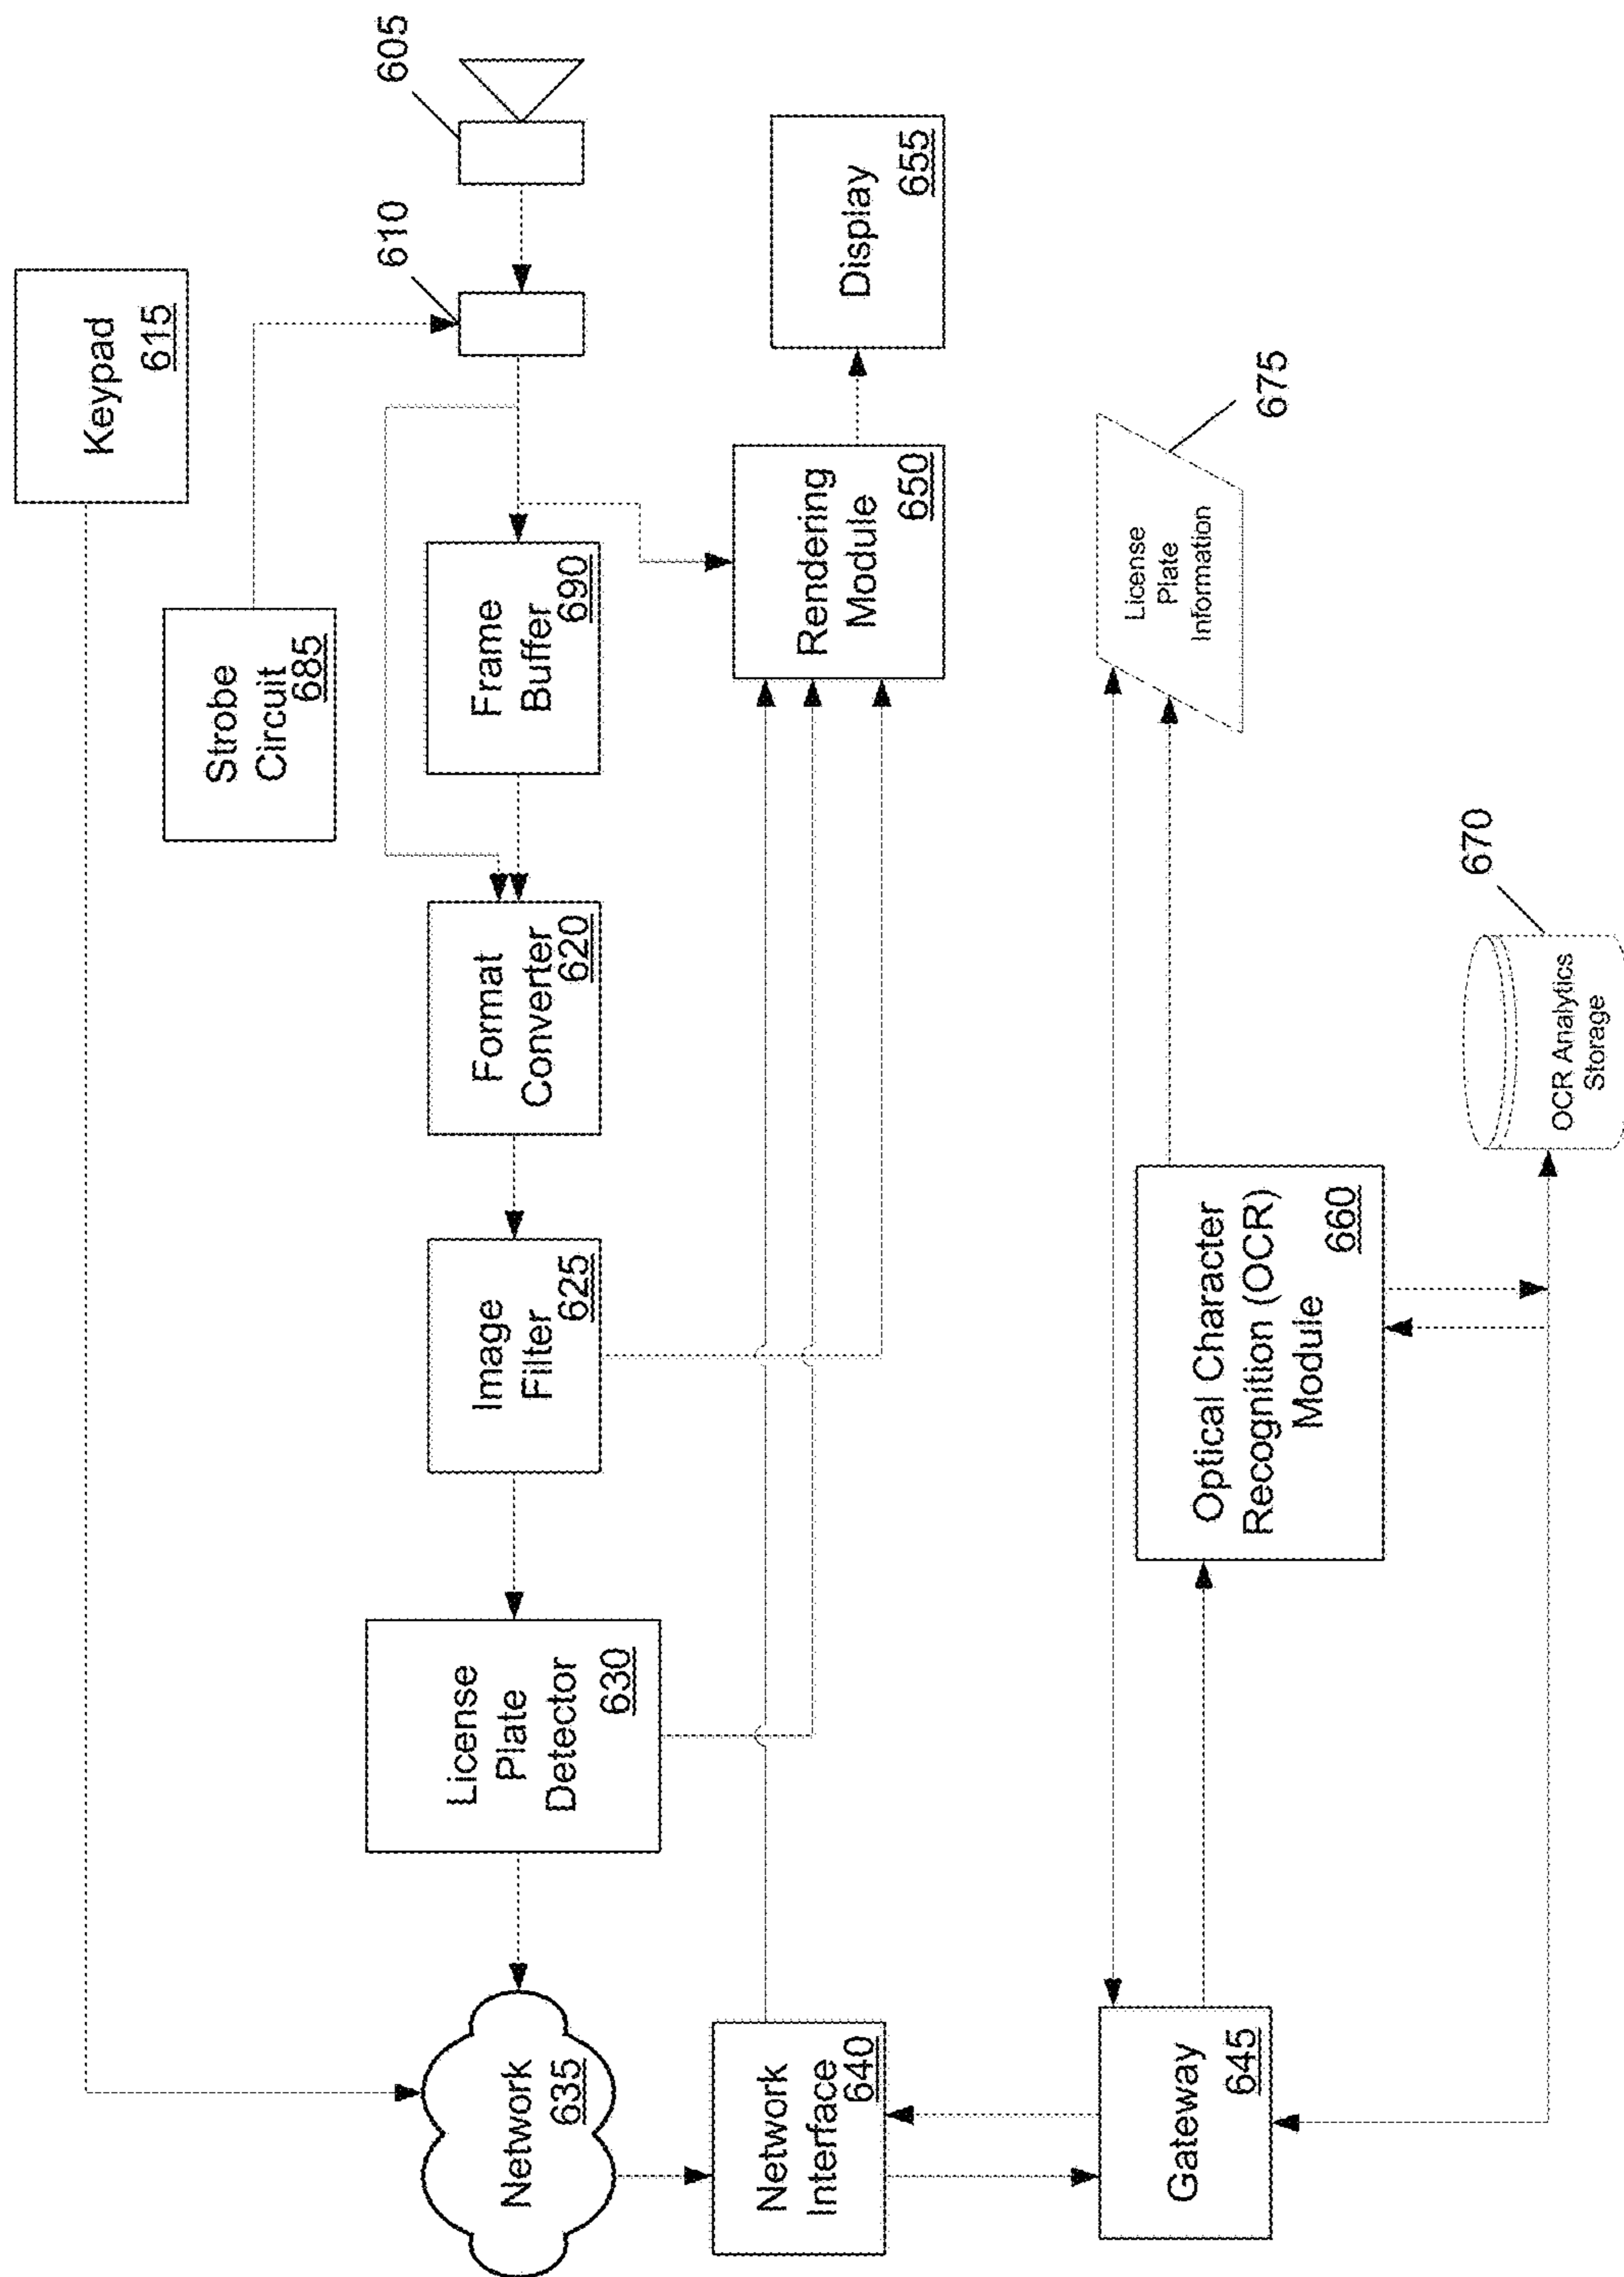 Keypad
615
Strobe
Circuit
685
605
610
Network
635
License
Plate
Detector
630
Image
Filter
625
Format
Converter
620
Frame
Buffer
690
Network
Interface
640
Rendering
Module
650
Display
655
Gateway
645
Optical Character
Recognition (OCR)
Module
660
License
Plate
Information
675
OCR Analytics
Storage
670